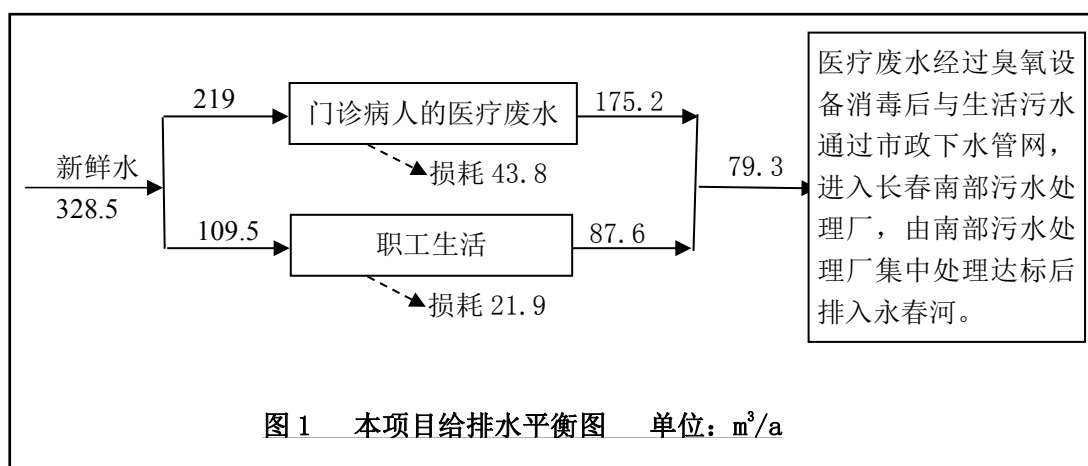 新鲜水
328.5
219
门诊病人的医疗废水
175.2
损耗 43.8
109.5
职工生活
87.6
损耗 21.9
79.3
医疗废水经过臭氧设
备消毒后与生活污水
通过市政下水管网，
进入长春南部污水处
理厂，由南部污水处
理厂集中处理达标后
排入永春河。
图 1 本项目给排水平衡图 单位：m³/a